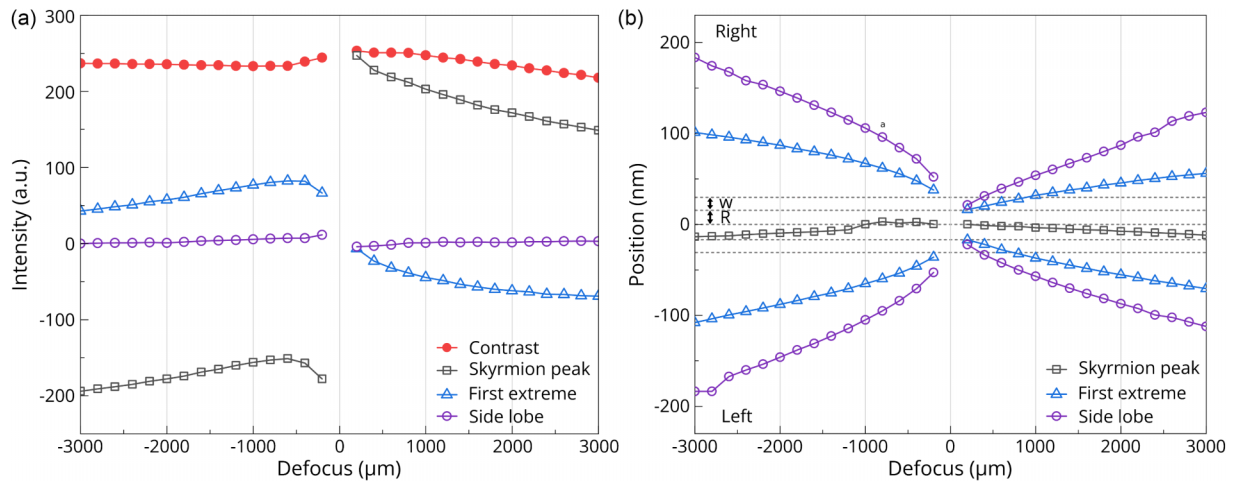 (a)
300
200
100
0
-100
-200
Intensity (a.u.)
Contrast
Skyrmion peak
First extreme
Side lobe
-3000 -2000 -1000 0 1000 2000 3000
Defocus (μm)
(b)
Right
200
100
0
-100
-200
Position (nm)
a
W
R
Skyrmion peak
First extreme
Side lobe
Left
-3000 -2000 -1000 0 1000 2000 3000
Defocus (μm)